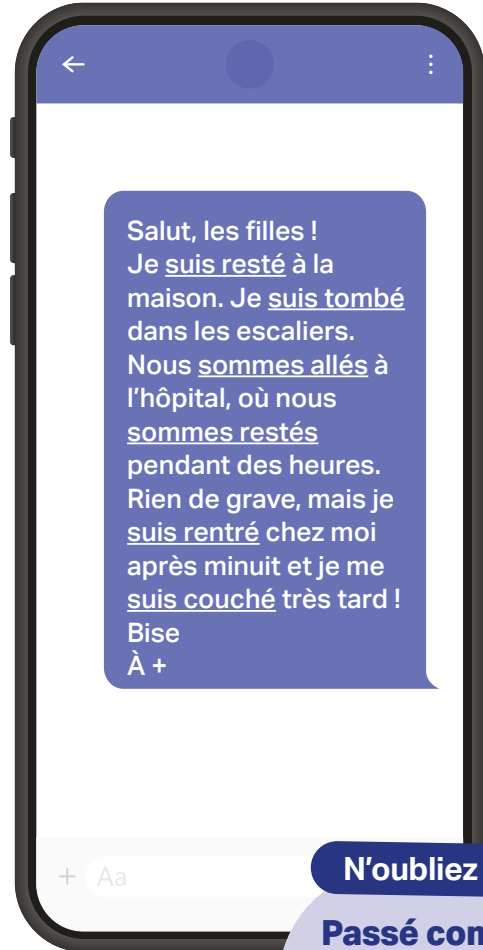 Salut, les filles !
Je suis resté à la
maison. Je suis tombé
dans les escaliers.
Nous sommes allés à
l'hôpital, où nous
sommes restés
pendant des heures.
Rien de grave, mais je
suis rentré chez moi
après minuit et je me
suis couché très tard !
Bise
À +
+ Aa
N'oubliez
Passé